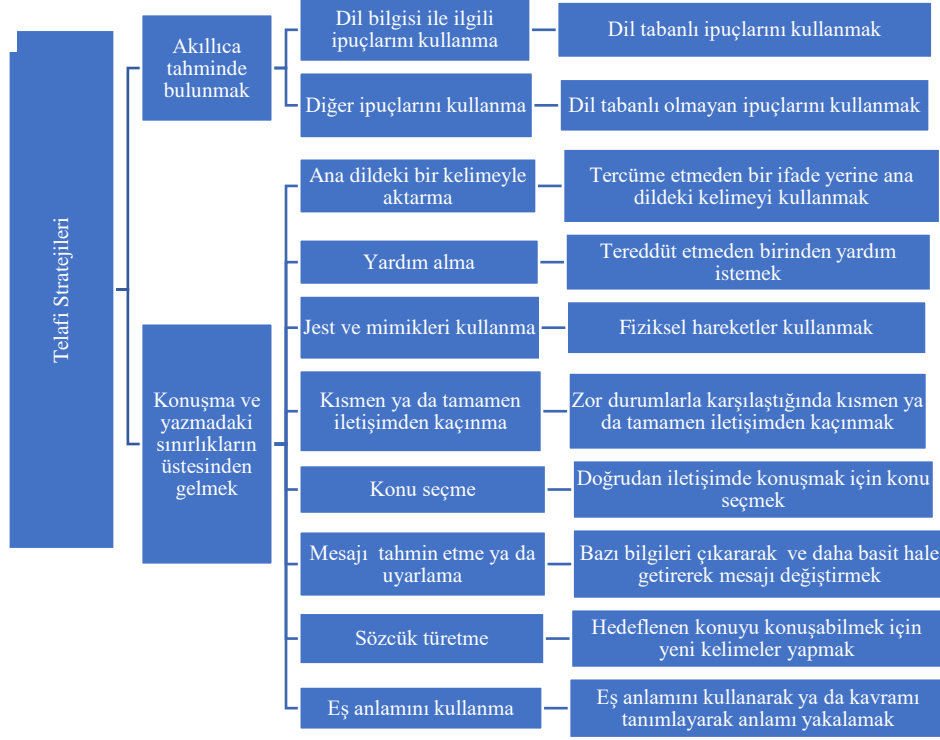 Telafi Stratejileri
Akıllıca
tahminde
bulunmak
Dil bilgisi ile ilgili
ipuçlarını kullanma
Dil tabanlı ipuçlarını kullanmak
Diğer ipuçlarını kullanma
Dil tabanlı olmayan ipuçlarını kullanmak
Konuşma ve
yazmadaki
sınırlıkların
üstesinden
gelmek
Ana dildeki bir kelimeyle
aktarma
Tercüme etmeden bir ifade yerine ana
dildeki kelimeyi kullanmak
Yardım alma
Tereddüt etmeden birinden yardım
istemek
Jest ve mimikleri kullanma
Fiziksel hareketler kullanmak
Kısmen ya da tamamen
iletişimden kaçınma
Zor durumlarla karşılaştığında kısmen ya
da tamamen iletişimden kaçınmak
Konu seçme
Doğrudan iletişimde konuşmak için konu
seçmek
Mesajı tahmin etme ya da
uyarlama
Bazı bilgileri çıkararak ve daha basit hale
getirerek mesajı değiştirmek
Sözcük türetme
Hedeflenen konuyu konuşabilmek için
yeni kelimeler yapmak
Eş anlamını kullanma
Eş anlamını kullanarak ya da kavramı
tanımlayarak anlamı yakalamak